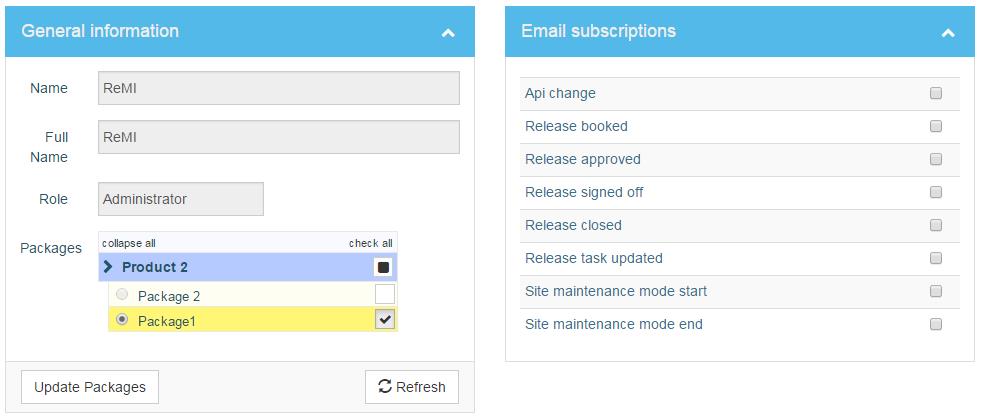 General information
Name
ReMI
Full
Name
ReMI
Role
Administrator
Packages
collapse all
check all
Product 2
Package 2
Package1
Update Packages
Refresh
Email subscriptions
Api change
Release booked
Release approved
Release signed off
Release closed
Release task updated
Site maintenance mode start
Site maintenance mode end